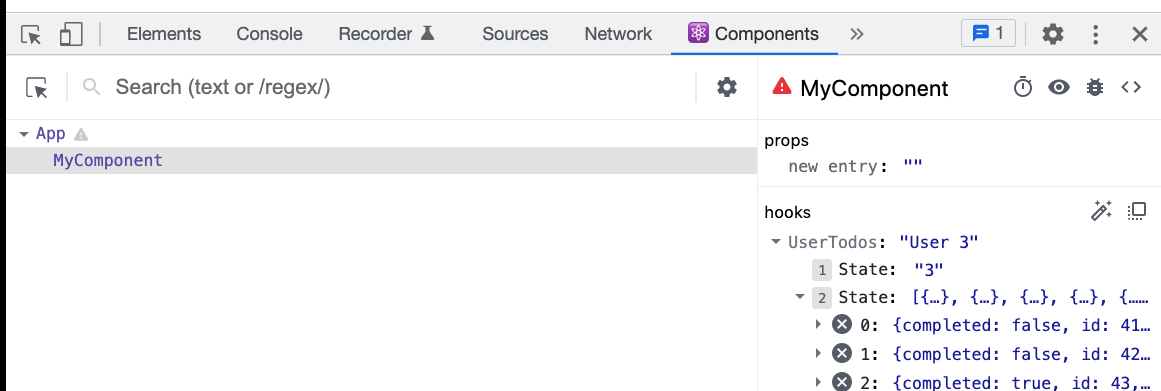 Elements Console Recorder Sources Network Components » 1
Search (text or /regex/)
MyComponent
App
MyComponent
props
new entry: ""
hooks
UserTodos: "User 3"
1 State: "3"
2 State: [{…}, {…}, {…}, {…}, {……
0: {completed: false, id: 41…
1: {completed: false, id: 42…
2: {completed: true, id: 43,…